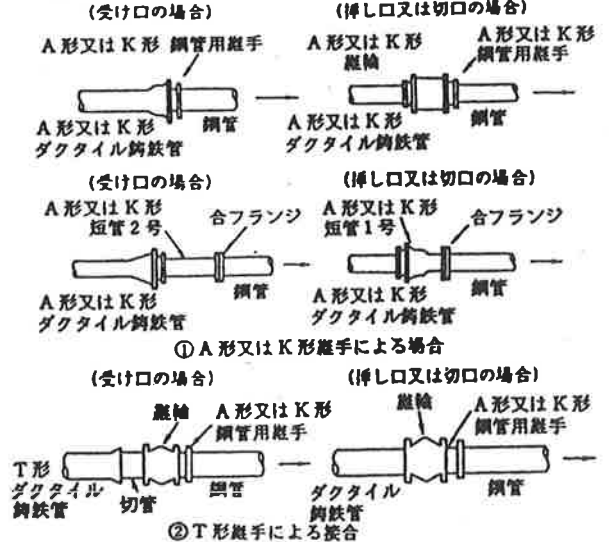 (受け口の場合)
(挿し口又は切口の場合)
A形又はK形 鋼管用継手
A形又はK形
継輪
A形又はK形
鋼管用継手
A形又はK形
ダクタイル鋳鉄管
鋼管
A形又はK形
ダクタイル鋳鉄管
鋼管
(受け口の場合)
(挿し口又は切口の場合)
A形又はK形
短管2号
合フランジ
A形又はK形
短管1号
合フランジ
A形又はK形
ダクタイル鋳鉄管
鋼管
A形又はK形
ダクタイル鋳鉄管
鋼管
①A形又はK形継手による場合
(受け口の場合)
(挿し口又は切口の場合)
継輪
A形又はK形
鋼管用継手
継輪
A形又はK形
鋼管用継手
T形
ダクタイル
鋳鉄管
切管
鋼管
ダクタイル
鋳鉄管
鋼管
②T形継手による接合